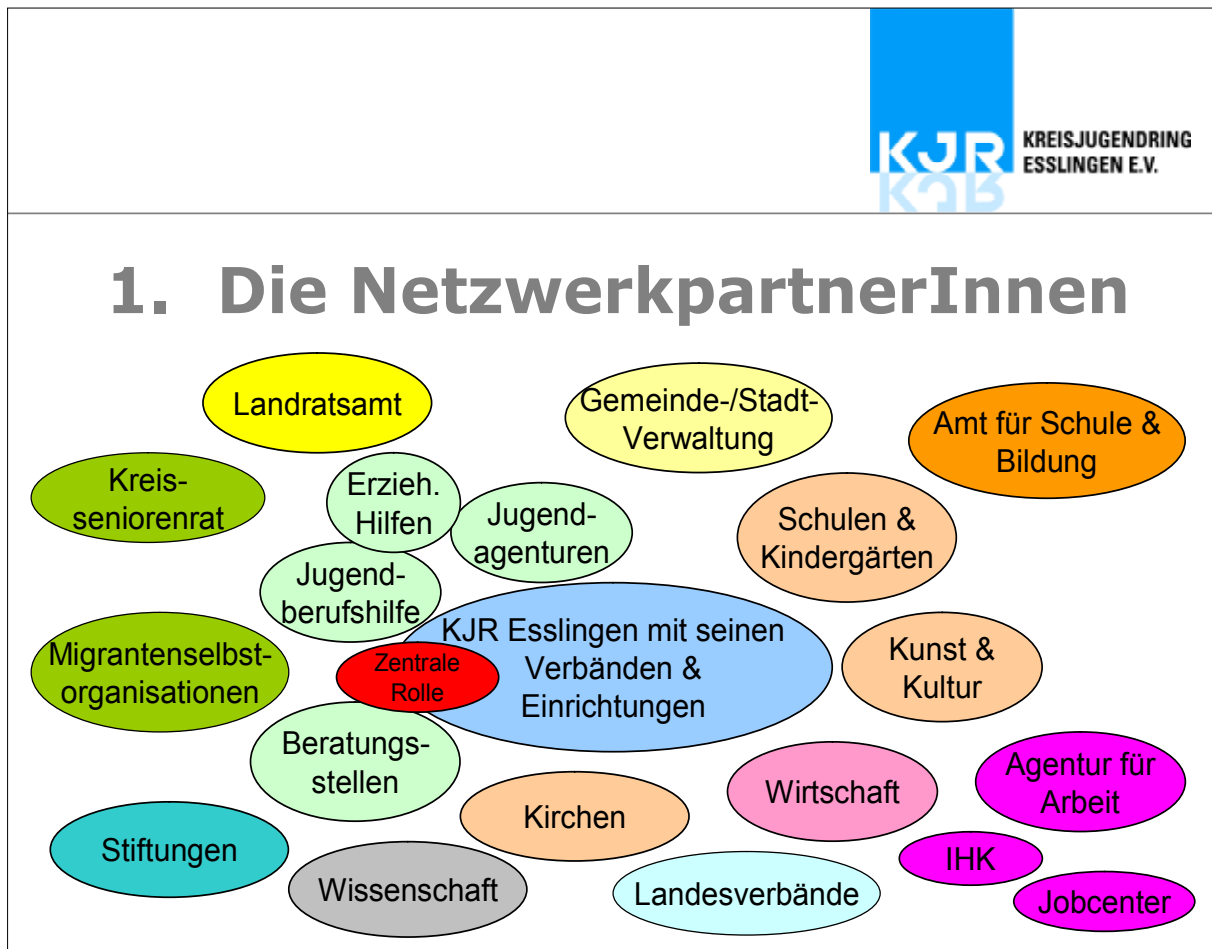 KJR
KREISJUGENDRING
ESSLINGEN E.V.
1. Die NetzwerkpartnerInnen
Landratsamt
Gemeinde-/Stadt-
Verwaltung
Amt für Schule &
Bildung
Kreis-
seniorenrat
Erzieh.
Hilfen
Jugend-
agenturen
Schulen &
Kindergärten
Jugend-
berufshilfe
KJR Esslingen mit seinen
Verbänden &
Einrichtungen
Zentrale
Rolle
Migrantenselbst-
organisationen
Kunst &
Kultur
Beratungs-
stellen
Wirtschaft
Agentur für
Arbeit
Kirchen
Stiftungen
IHK
Wissenschaft
Landesverbände
Jobcenter